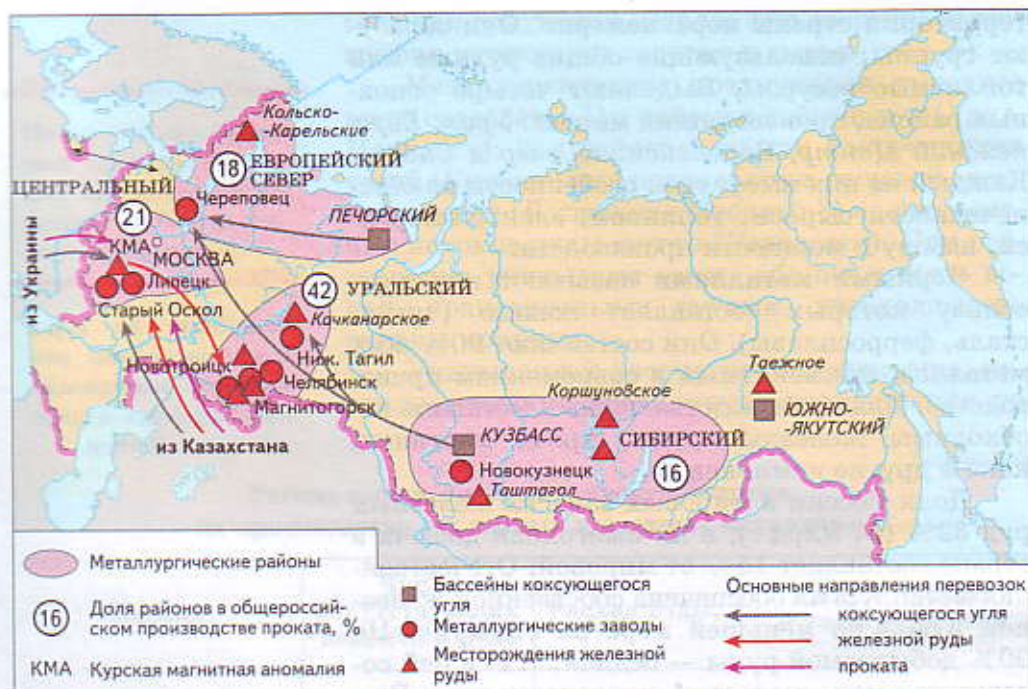 Кольско-
-Карельские
18
ЕВРОПЕЙСКИЙ
СЕВЕР
ЦЕНТРАЛЬНЫЙ
Череповец
21
ПЕЧОРСКИЙ
КМА
МОСКВА
из Украины
Липецк
42
УРАЛЬСКИЙ
Старый Оскол
Качканарское
Новотроицк
Ниж. Тагил
Челябинск
Магнитогорск
из Казахстана
Коршуновское
Таежное
КУЗБАСС
СИБИРСКИЙ
ЮЖНО-
-ЯКУТСКИЙ
Новокузнецк
16
Таштагол
Металлургические районы
16
Доля районов в общероссий-
ском производстве проката, %
КМА
Курская магнитная аномалия
Бассейны коксующегося
угля
Металлургические заводы
Месторождения железной
руды
Основные направления перевозок
коксующегося угля
железной руды
проката